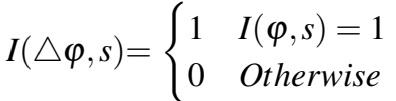 I(△φ,s)= { 1 I(φ,s) = 1
0 Otherwise